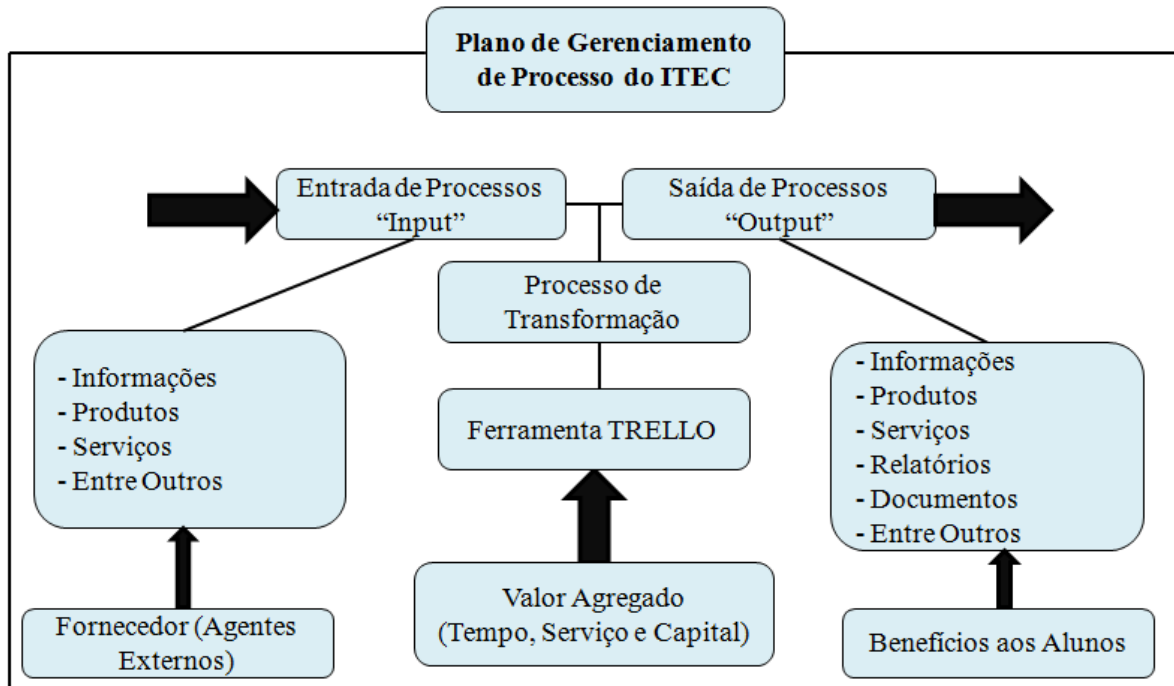 Plano de Gerenciamento
de Processo do ITEC
Entrada de Processos
“Input”
Saída de Processos
“Output”
Processo de
Transformação
- Informações
- Produtos
- Serviços
- Entre Outros
Ferramenta TRELLO
- Informações
- Produtos
- Serviços
- Relatórios
- Documentos
- Entre Outros
Fornecedor (Agentes
Externos)
Valor Agregado
(Tempo, Serviço e Capital)
Benefícios aos Alunos